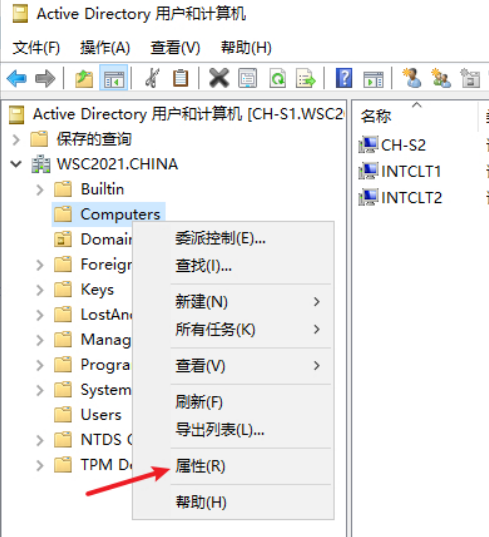 Active Directory 用户和计算机
文件(F) 操作(A) 查看(V) 帮助(H)
Active Directory 用户和计算机 [CH-S1.WSC20
保存的查询
WSC2021.CHINA
Builtin
Computers
Domain
Foreign
Keys
LostAnd
Manag
Progra
System
Users
NTDS
TPM De
名称
CH-S2
INTCLT1
INTCLT2
委派控制(E)...
查找(I)...
新建(N)
所有任务(K)
查看(V)
刷新(F)
导出列表(L)...
属性(R)
帮助(H)